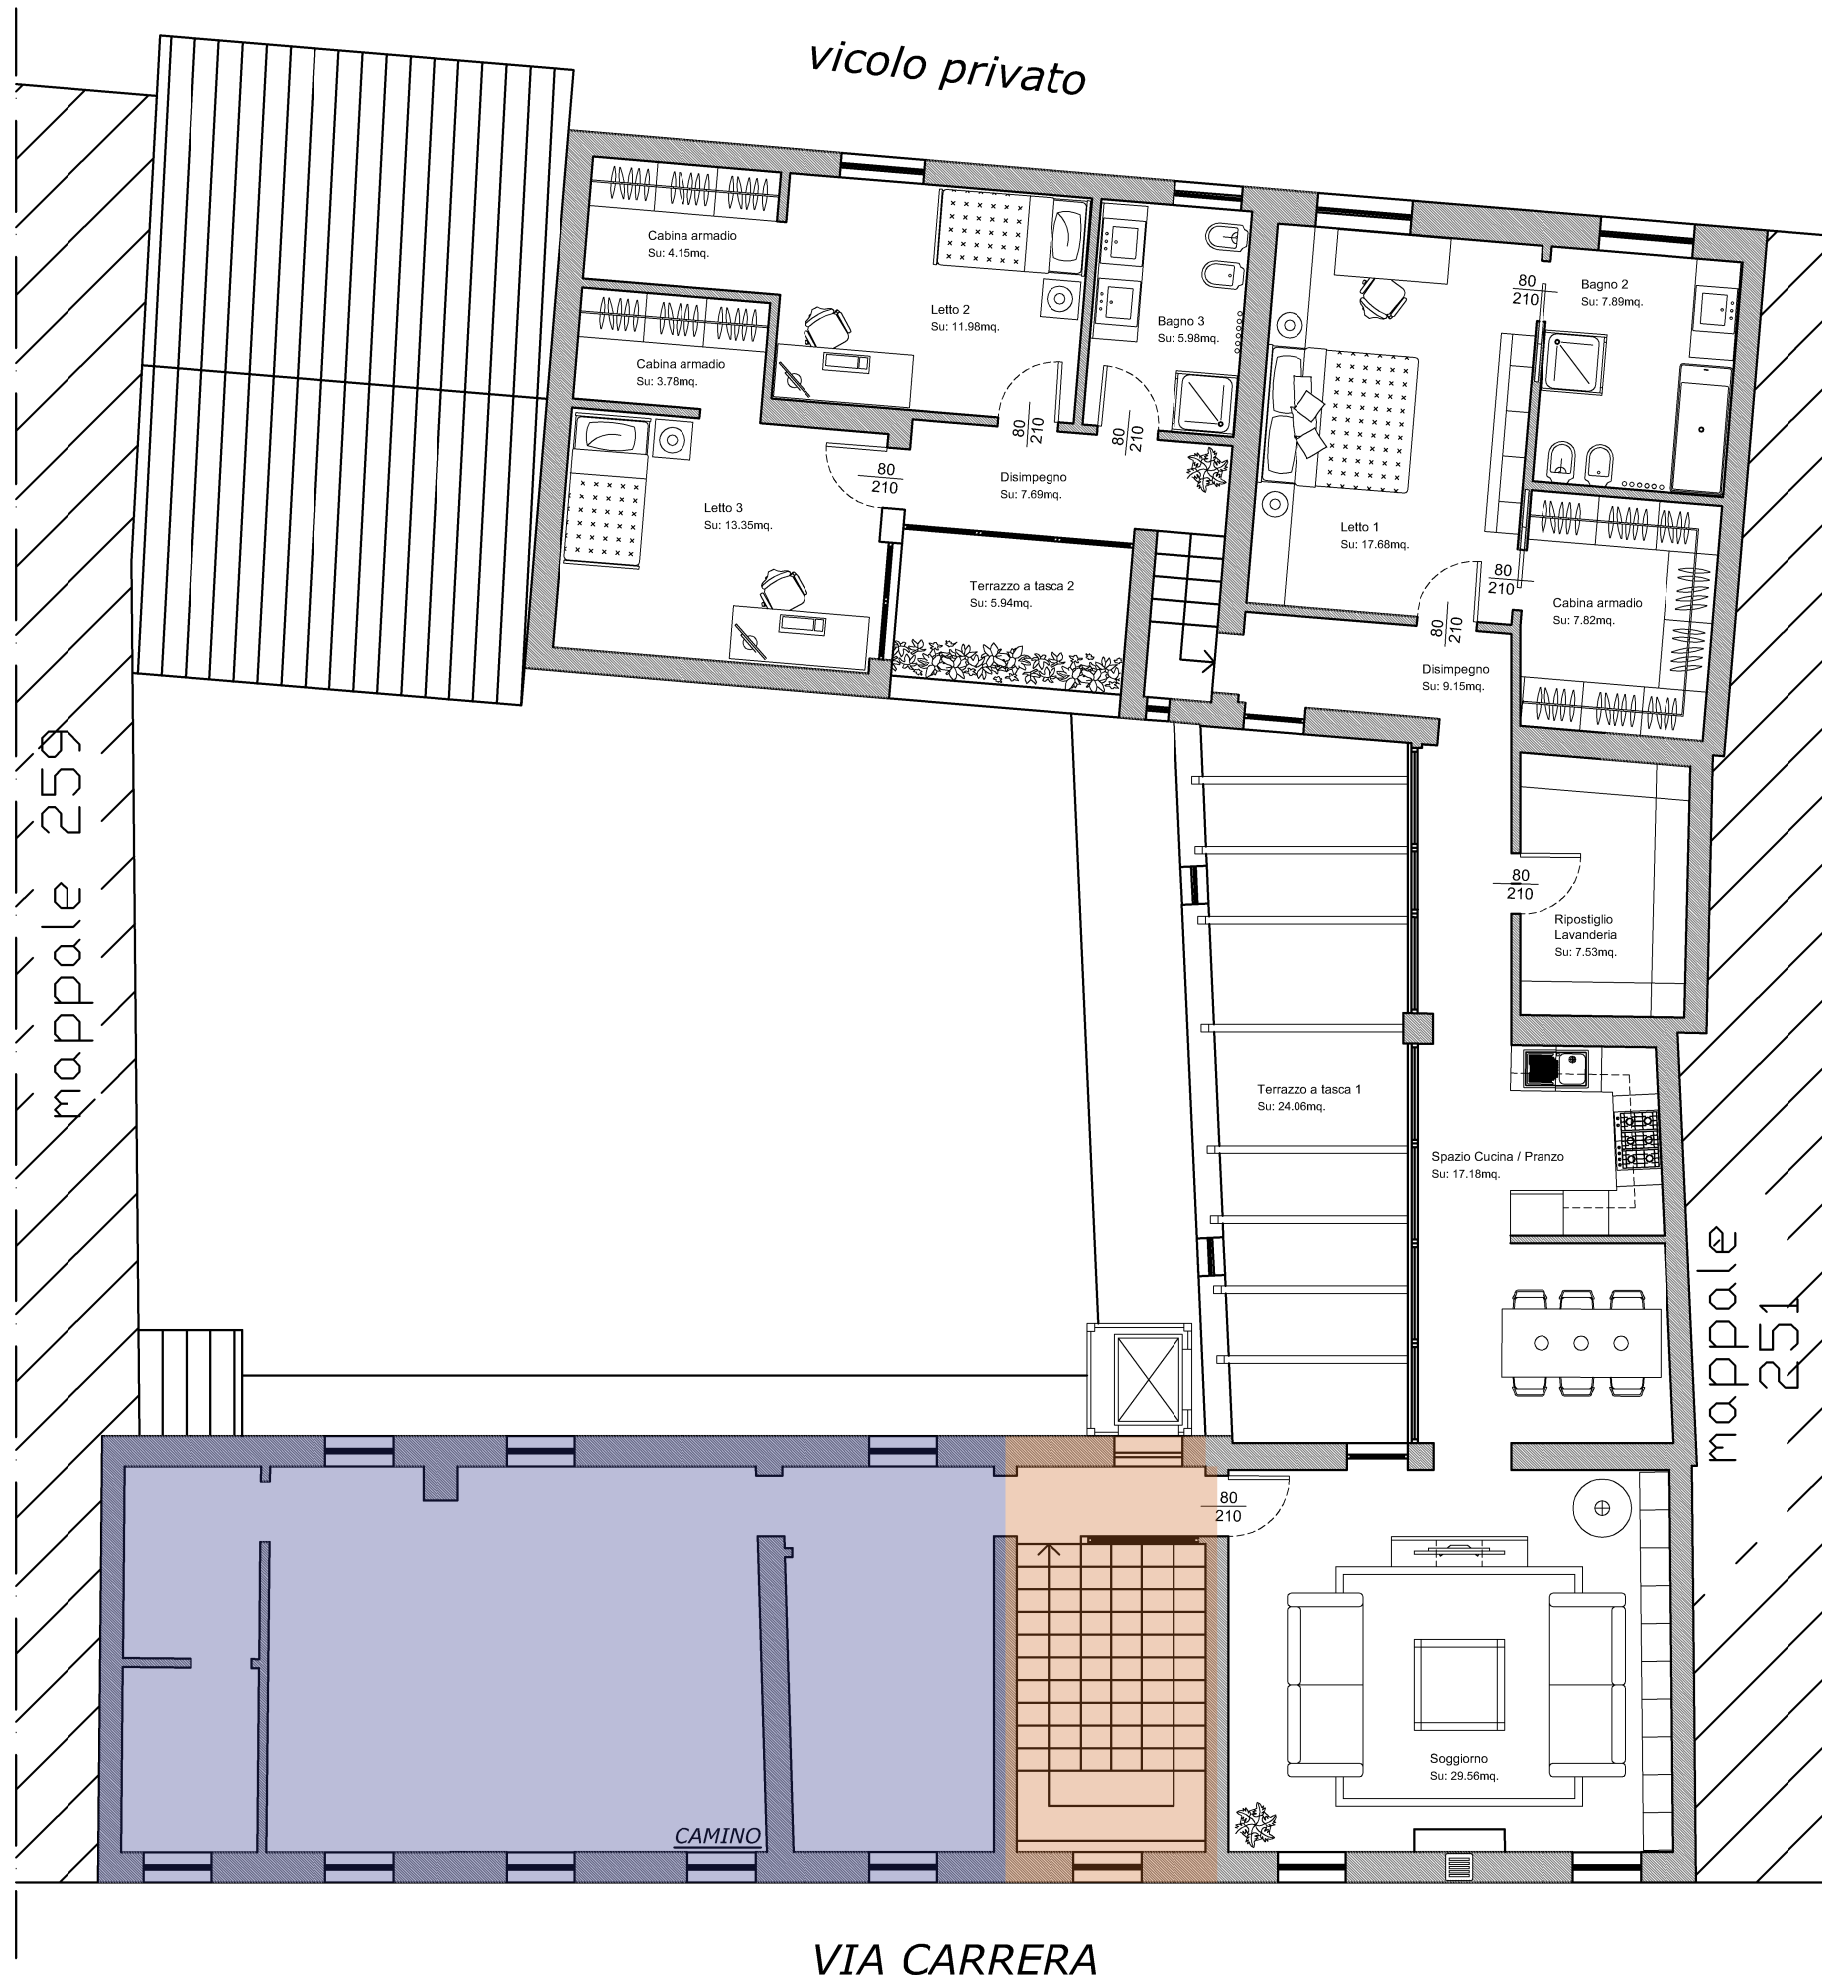 vicolo privato
Cabina armadio
Su: 4.15mq.
Letto 2
Su: 11.98mq.
Bagno 3
Su: 5.98mq.
80
210
Bagno 2
Su: 7.89mq.
Cabina armadio
Su: 3.78mq.
80
210
80
210
80
210
Disimpegno
Su: 7.69mq.
Letto 3
Su: 13.35mq.
Letto 1
Su: 17.68mq.
Terrazzo a tasca 2
Su: 5.94mq.
80
210
Cabina armadio
Su: 7.82mq.
80
210
Disimpegno
Su: 9.15mq.
mappale 259
80
210
Ripostiglio
Lavanderia
Su: 7.53mq.
Terrazzo a tasca 1
Su: 24.06mq.
Spazio Cucina / Pranzo
Su: 17.18mq.
mappale
251
80
210
Soggiorno
Su: 29.56mq.
CAMINO
VIA CARRERA